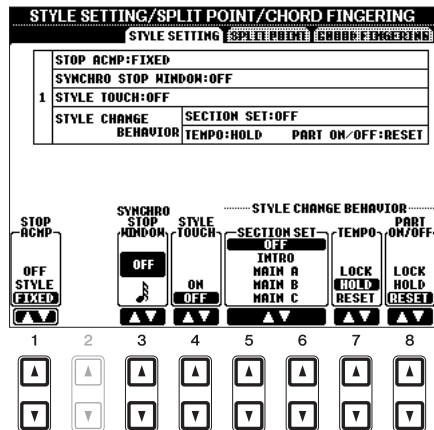 STYLE SETTING/SPLIT POINT/CHORD FINGERING
STYLE SETTING SPLIT POINT CHORD FINGERING
STOP ACMP:FIXED
SYNCHRO STOP WINDOW:OFF
1 STYLE TOUCH:OFF
STYLE CHANGE BEHAVIOR
SECTION SET:OFF
TEMPO:HOLD PART ON/OFF:RESET
STYLE CHANGE BEHAVIOR
STOP ACMP
SYNCHRO STOP WINDOW
STYLE TOUCH
SECTION SET
TEMPO
PART ON/OFF
OFF
STYLE
FIXED
OFF
ON
OFF
OFF
INTRO
MAIN A
MAIN B
MAIN C
LOCK
HOLD
RESET
LOCK
HOLD
RESET
1 2 3 4 5 6 7 8